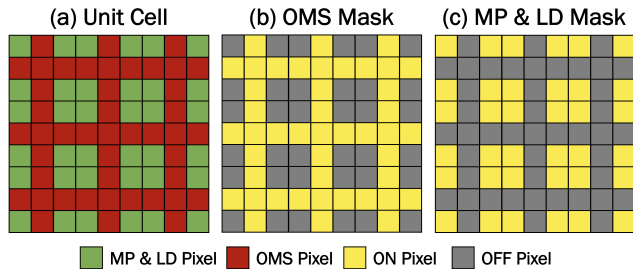 (a) Unit Cell (b) OMS Mask (c) MP & LD Mask
MP & LD Pixel OMS Pixel ON Pixel OFF Pixel